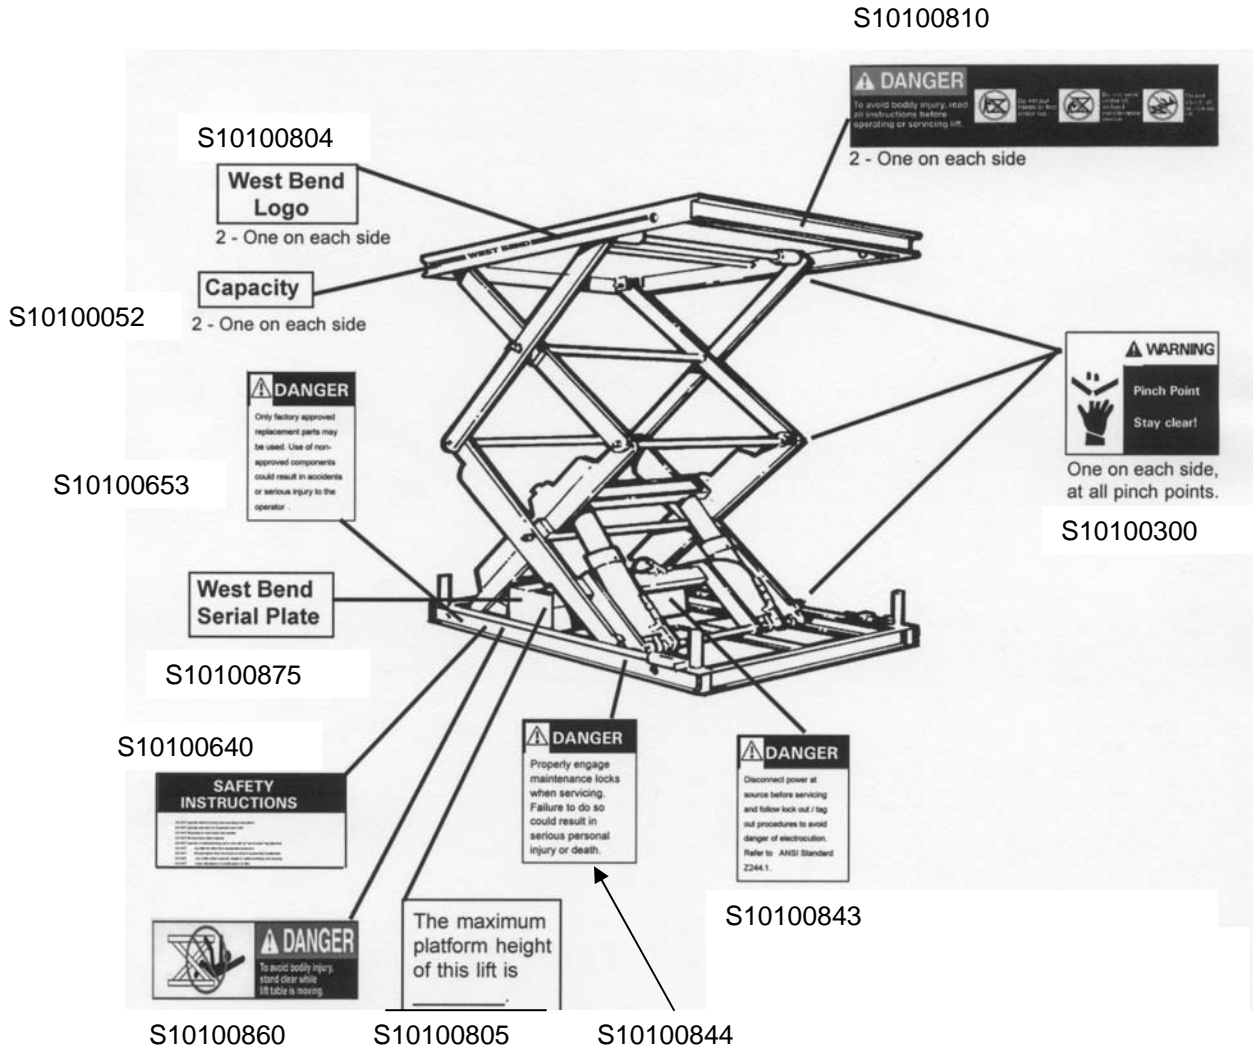 S10100810
DANGER
To avoid bodily injury, read
all instructions before
operating or servicing lift.
2 - One on each side
S10100804
West Bend
Logo
2 - One on each side
WEST BEND
Capacity
S10100052
2 - One on each side
DANGER
Only factory approved
replacement parts may
be used. Use of non-
approved components
could result in accidents
or serious injury to the
operator .
S10100653
WARNING
Pinch Point
Stay clear!
One on each side,
at all pinch points.
S10100300
West Bend
Serial Plate
S10100875
S10100640
SAFETY
INSTRUCTIONS
DANGER
Properly engage
maintenance locks
when servicing.
Failure to do so
could result in
serious personal
injury or death.
DANGER
Disconnect power at
source before servicing
and follow lock out / tag
out procedures to avoid
danger of electrocution.
Refer to ANSI Standard
Z244.1.
S10100843
DANGER
To avoid bodily injury,
stand clear while
lift table is moving.
The maximum
platform height
of this lift is
.
S10100860
S10100805
S10100844